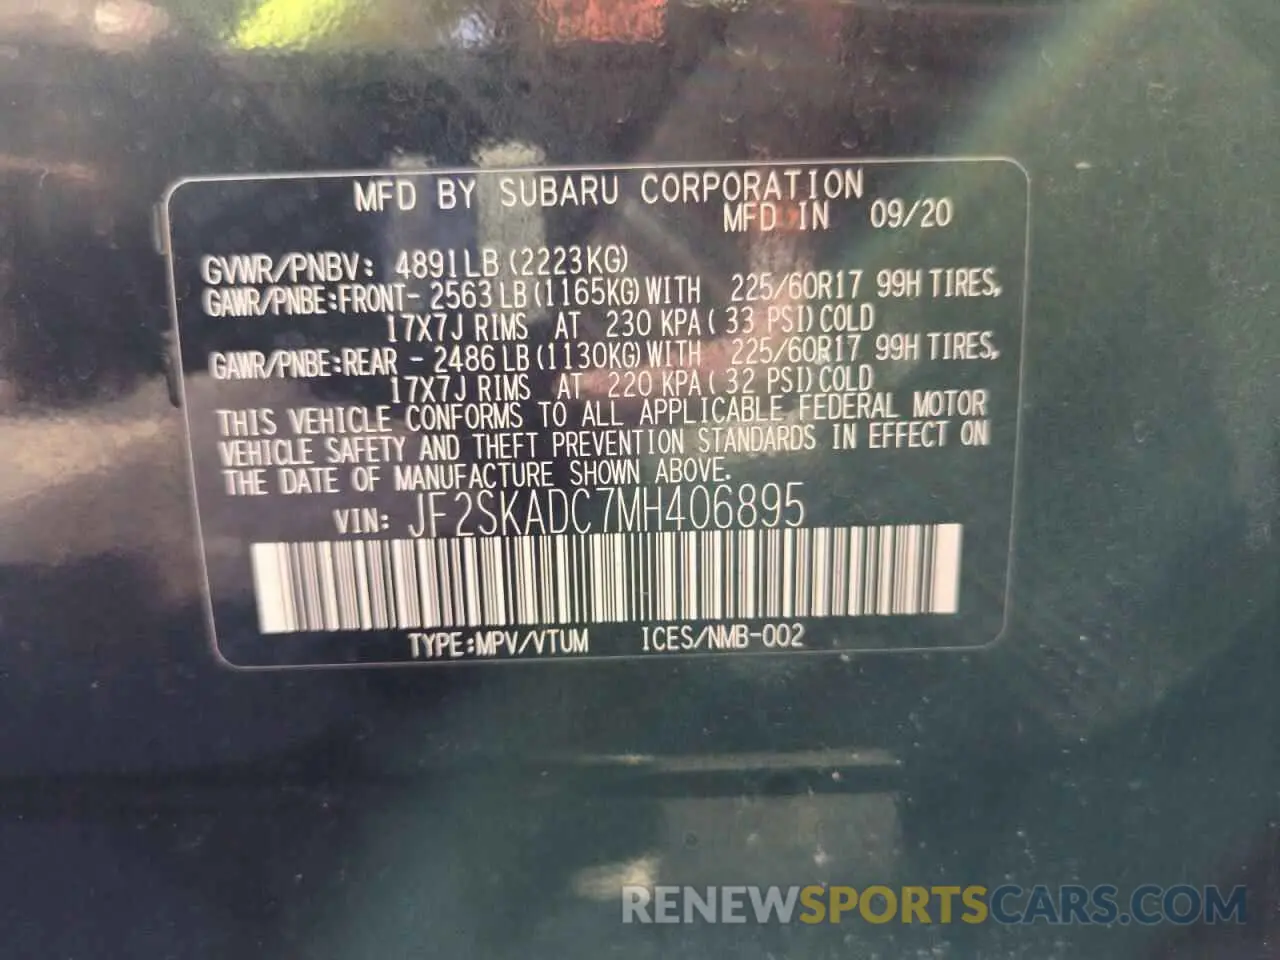 MFD BY SUBARU CORPORATION
MFD IN 09/20
GVWR/PNBV: 4891LB (2223KG)
GAWR/PNBE:FRONT- 2563 LB (1165KG) WITH 225/60R17 99H TIRES,
17X7J RIMS AT 230 KPA ( 33 PSI) COLD
GAWR/PNBE:REAR - 2486 LB (1130KG) WITH 225/60R17 99H TIRES,
17X7J RIMS AT 220 KPA ( 32 PSI) COLD
THIS VEHICLE CONFORMS TO ALL APPLICABLE FEDERAL MOTOR
VEHICLE SAFETY AND THEFT PREVENTION STANDARDS IN EFFECT ON
THE DATE OF MANUFACTURE SHOWN ABOVE.
VIN: JF2SKADC7MH406895
TYPE:MPV/VTUM ICES/NMB-002
RENEWSPORTSCARS.COM